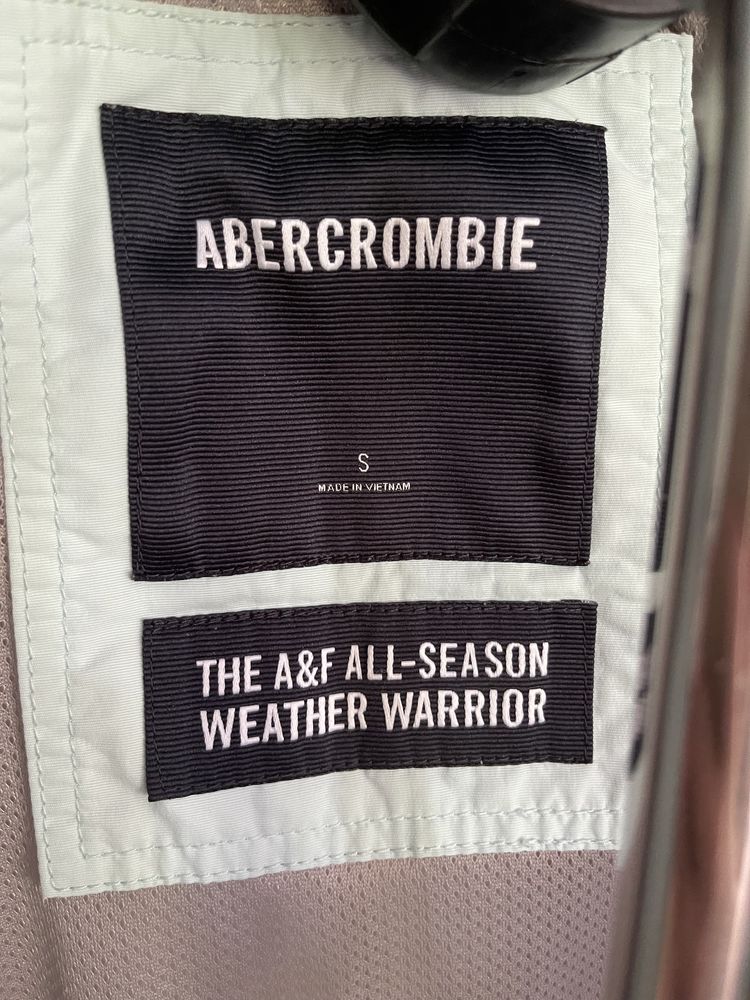 ABERCROMBIE
S
MADE IN VIETNAM
THE A&F ALL-SEASON
WEATHER WARRIOR